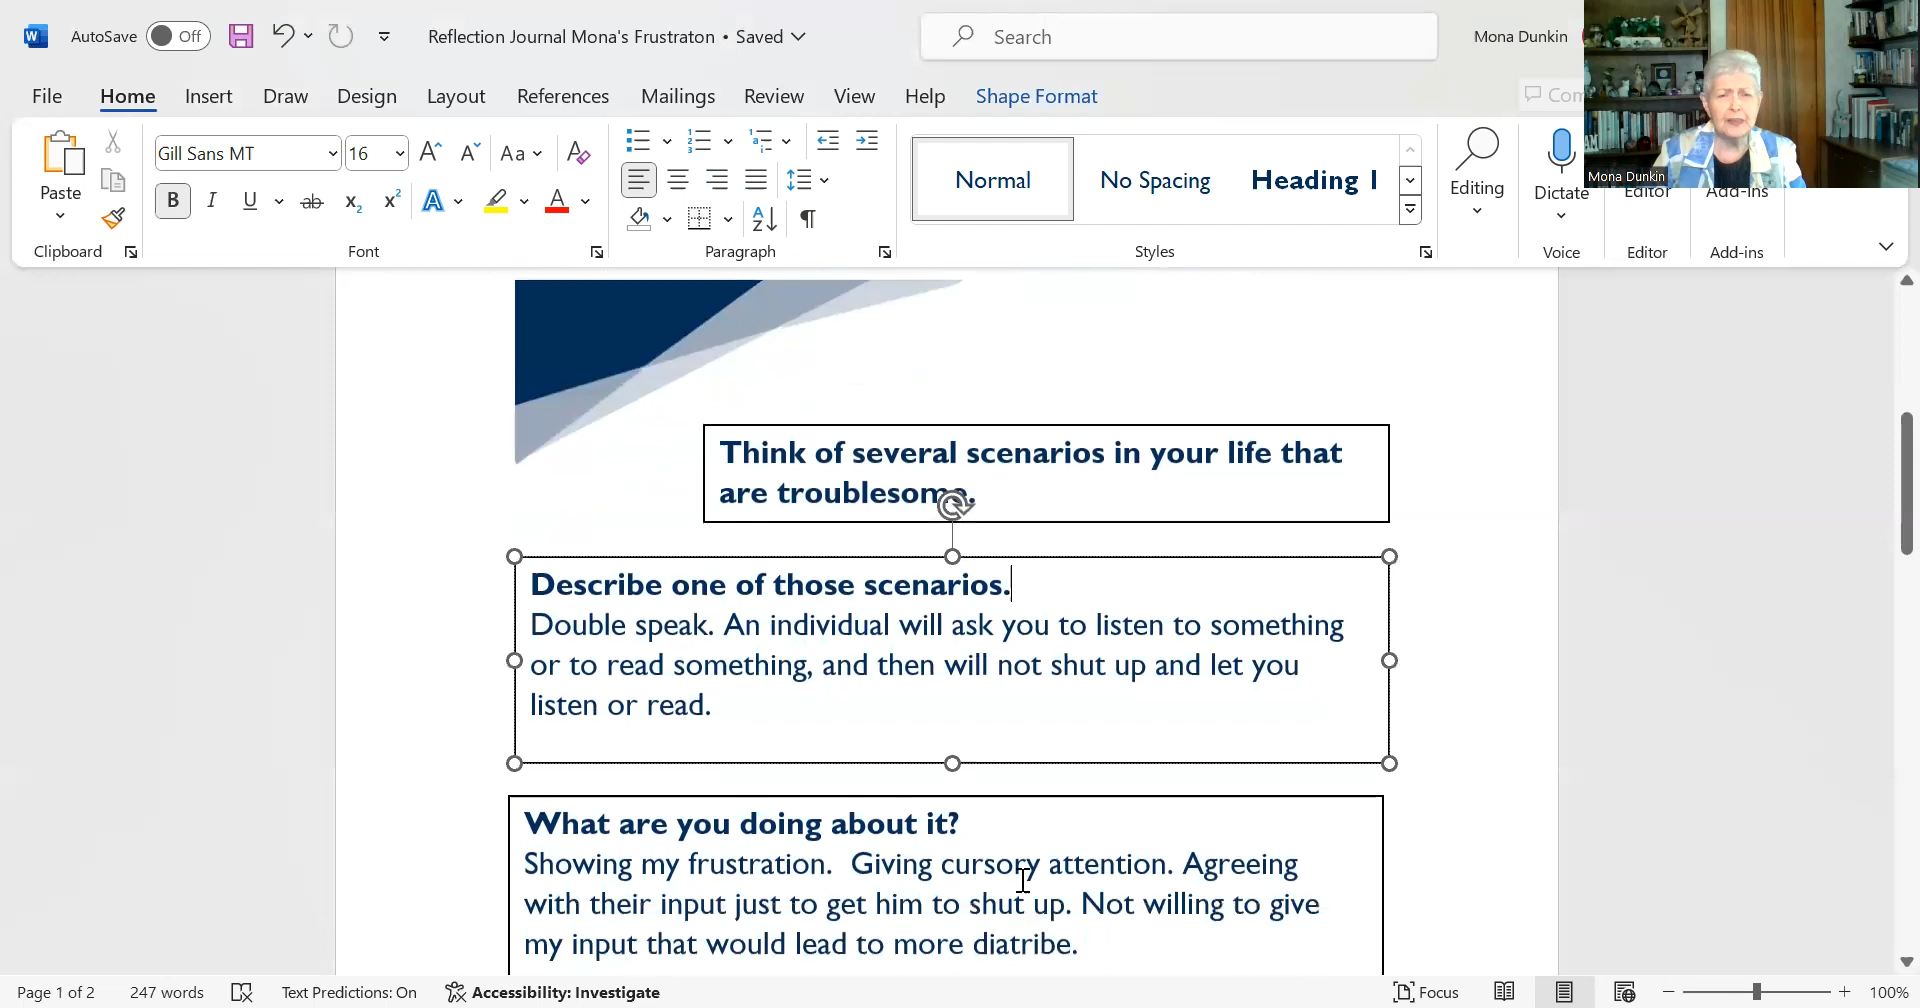 AutoSave Off Reflection Journal Mona's Frustraton • Saved Search Mona Dunkin
File Home Insert Draw Design Layout References Mailings Review View Help Shape Format Com
Paste
Clipboard
Gill Sans MT 16 Aa
B I U ab x₂ x² A A
Font
Paragraph
Normal No Spacing Heading 1
Styles
Editing
Dictate
Voice
Editor
Editor
Add-ins
Add-ins
Mona Dunkin
Think of several scenarios in your life that
are troublesome.
Describe one of those scenarios.
Double speak. An individual will ask you to listen to something
or to read something, and then will not shut up and let you
listen or read.
What are you doing about it?
Showing my frustration.  Giving cursory attention. Agreeing
with their input just to get him to shut up. Not willing to give
my input that would lead to more diatribe.
Page 1 of 2 247 words Text Predictions: On Accessibility: Investigate Focus 100%